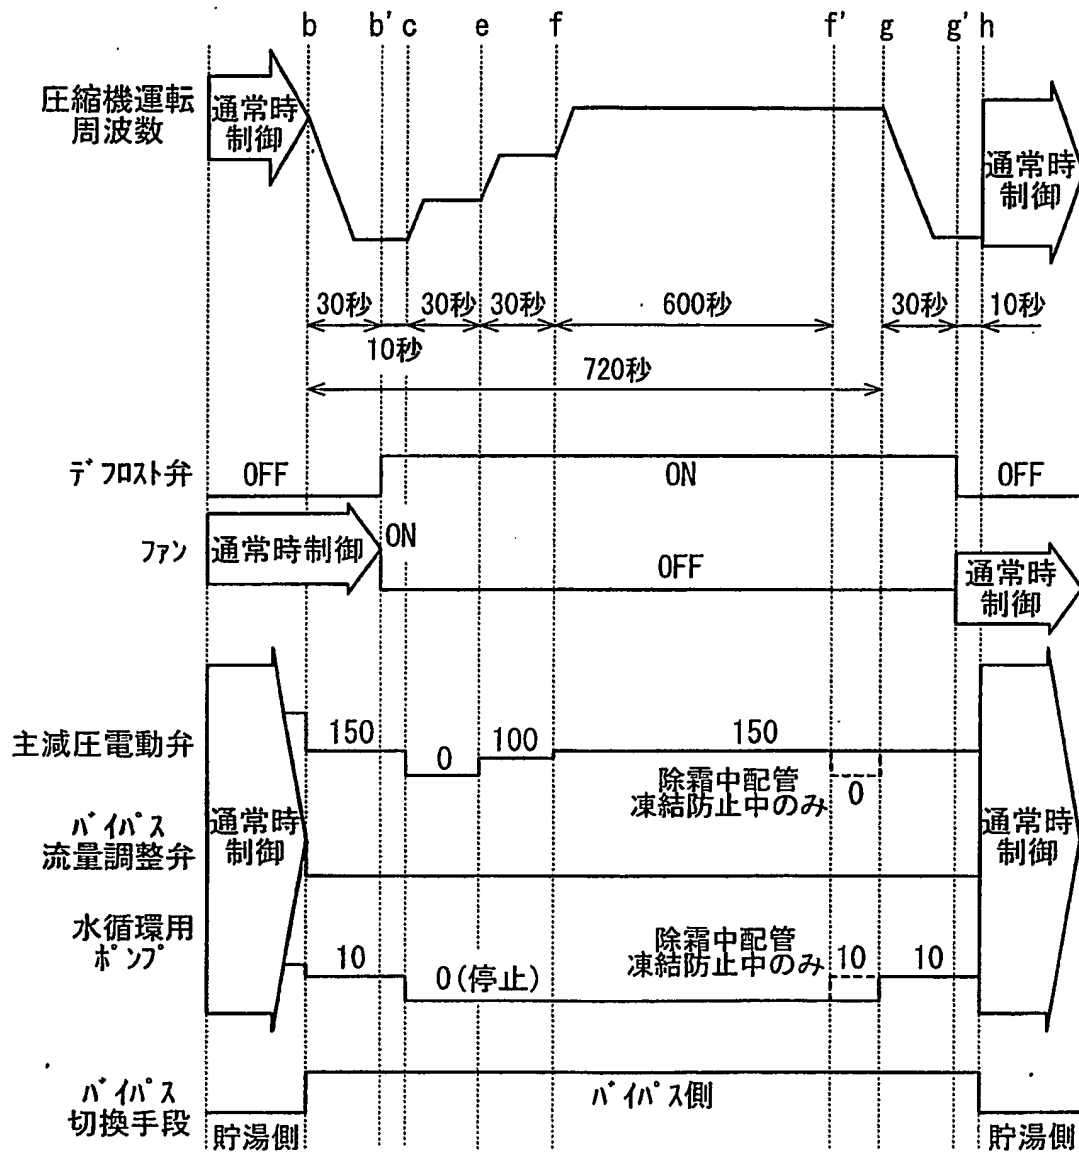 b b' c e f f' g g' h
圧縮機運転
周波数
通常時
制御
通常時
制御
30秒 30秒 30秒 600秒 30秒 10秒
10秒
720秒
デフロスト弁
OFF ON OFF
ファン
通常時制御
ON
OFF
通常時
制御
主減圧電動弁
150 0 100 150
除霜中配管
凍結防止中のみ 0
バイパス
流量調整弁
通常時
制御
通常時
制御
水循環用
ポンプ
10 0(停止)
除霜中配管
凍結防止中のみ 10 10
バイパス
切換手段
貯湯側 バイパス側 貯湯側